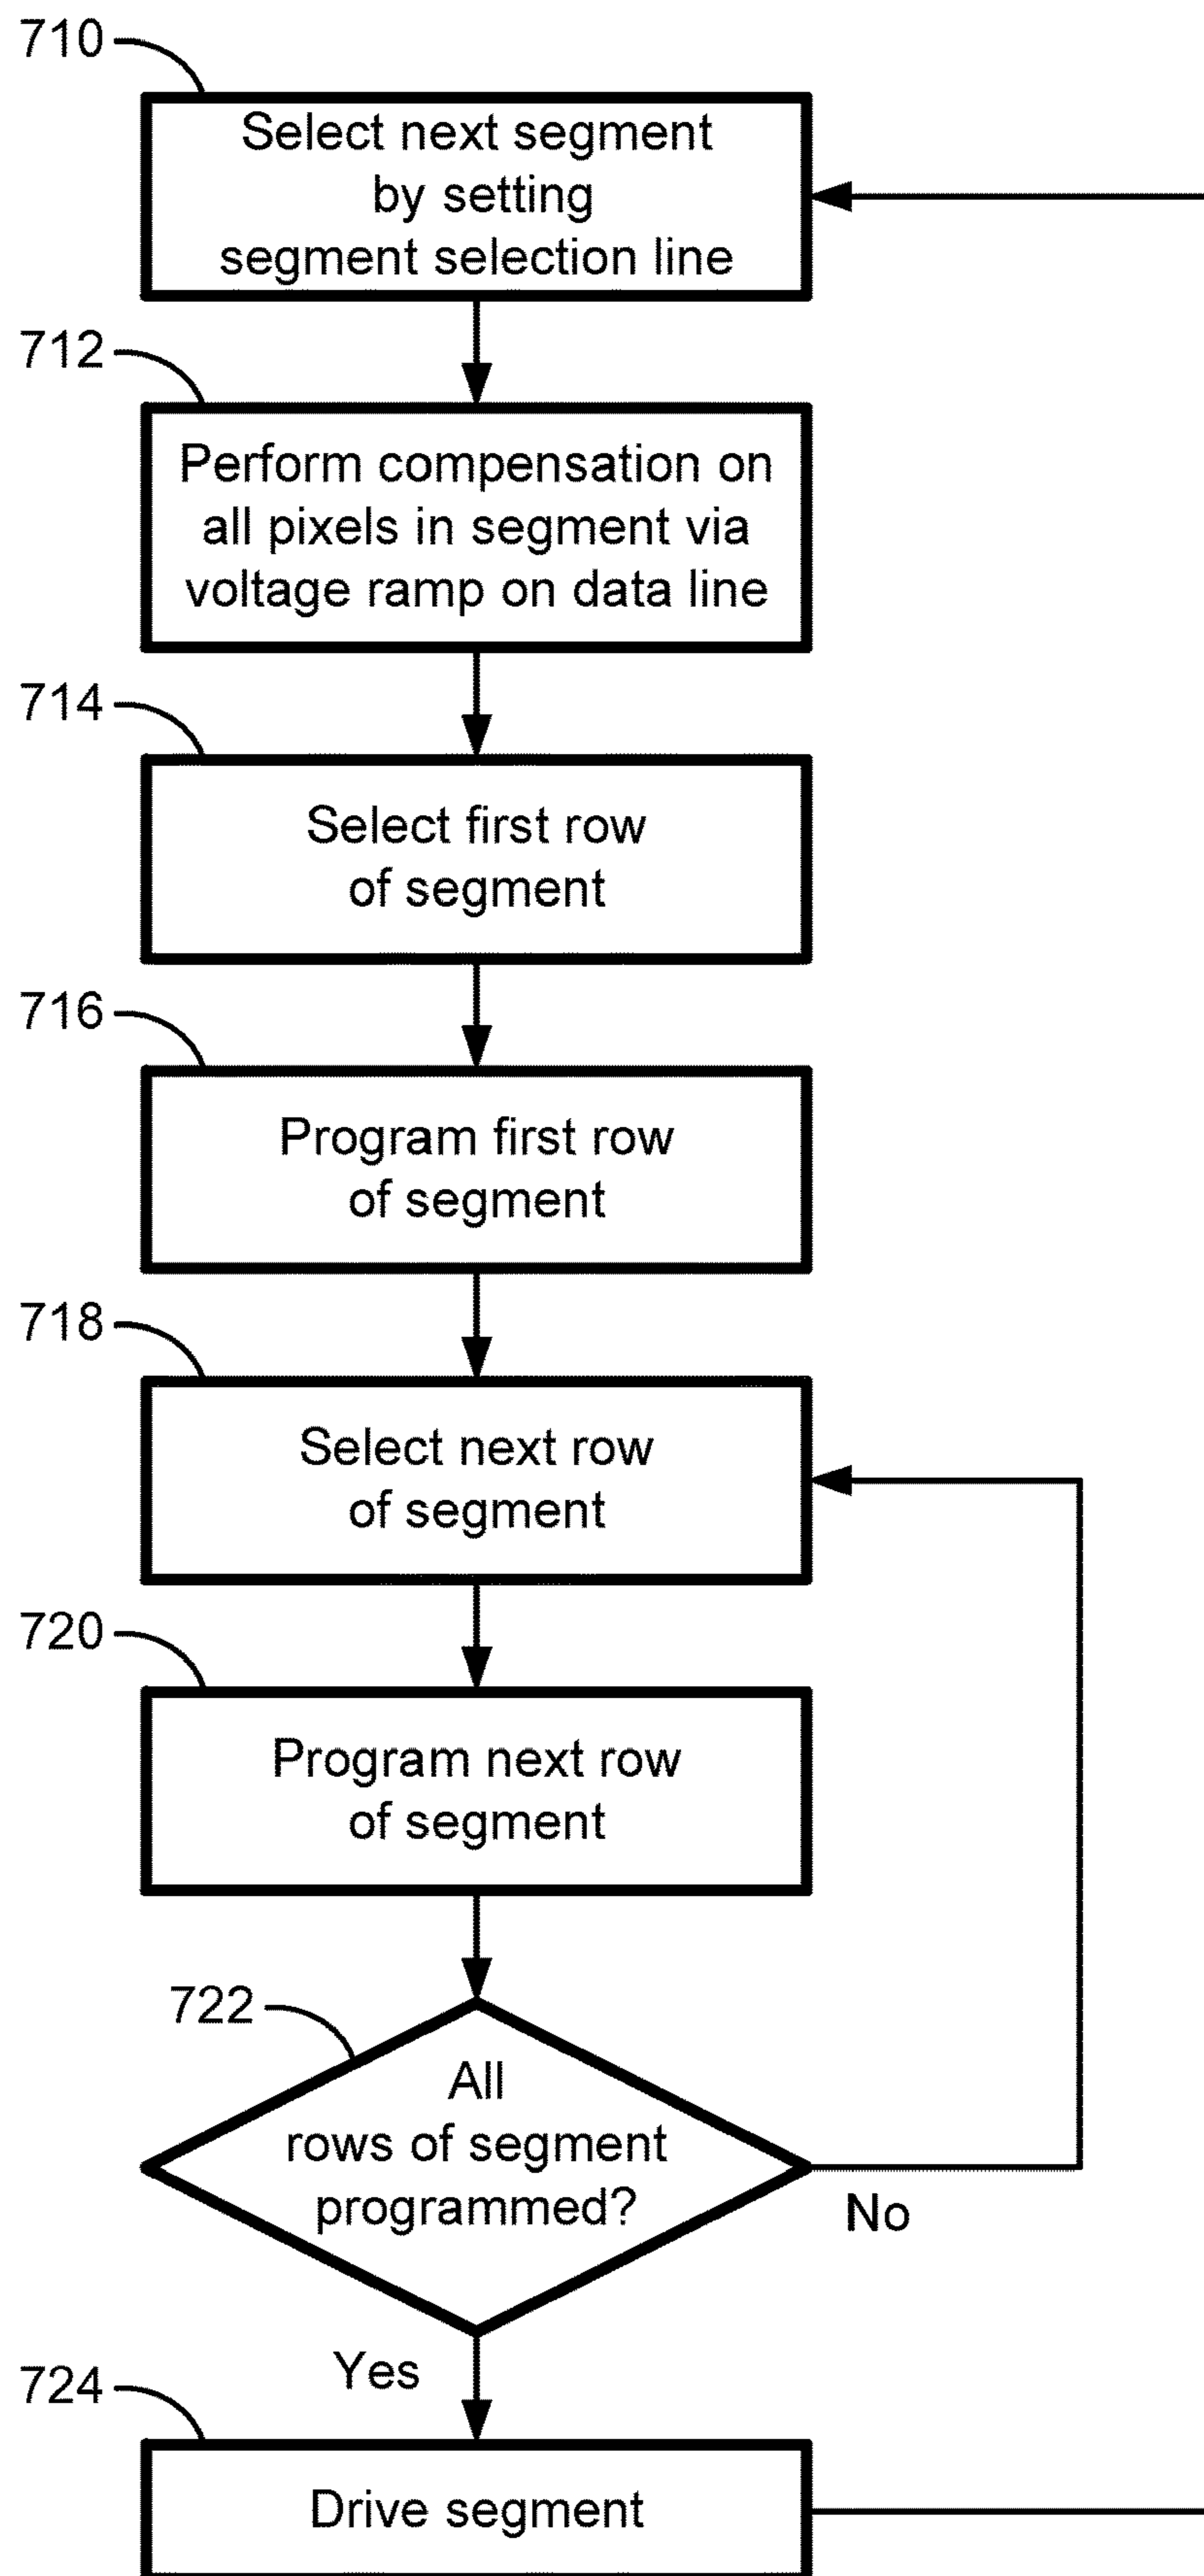 710
Select next segment
by setting
segment selection line
712
Perform compensation on
all pixels in segment via
voltage ramp on data line
714
Select first row
of segment
716
Program first row
of segment
718
Select next row
of segment
720
Program next row
of segment
722
All
rows of segment
programmed?
No
Yes
724
Drive segment